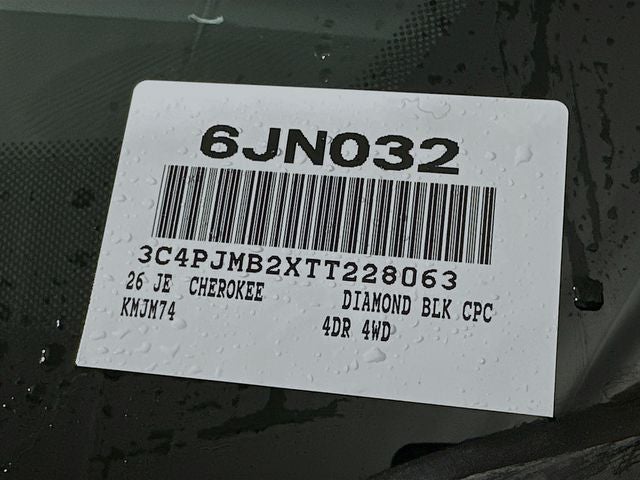 6JN032
3C4PJMB2XTT228063
26 JE CHEROKEE DIAMOND BLK CPC
KMJM74 4DR 4WD